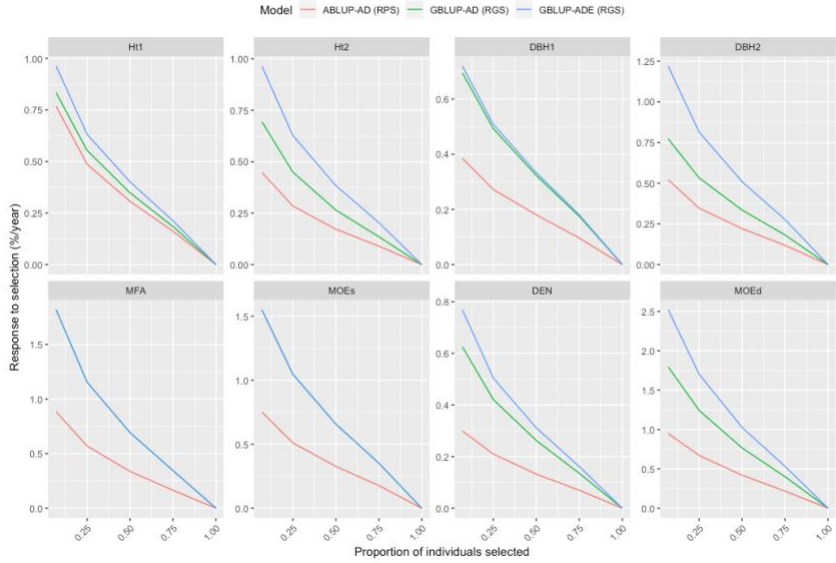 Model ABLUP-AD (RPS) GBLUP-AD (RGS) GBLUP-ADE (RGS)
Ht1 Ht2 DBH1 DBH2
1.00 0.75 0.50 0.25 0.00
1.00 0.75 0.50 0.25 0.00
0.6 0.4 0.2 0.0
1.25 1.00 0.75 0.50 0.25 0.00
Response to selection (%/year)
MFA MOEs DEN MOEd
1.5 1.0 0.5 0.0
1.5 1.0 0.5 0.0
0.8 0.6 0.4 0.2 0.0
2.5 2.0 1.5 1.0 0.5 0.0
0.25 0.50 0.75 1.00 0.25 0.50 0.75 1.00 0.25 0.50 0.75 1.00 0.25 0.50 0.75 1.00
Proportion of individuals selected